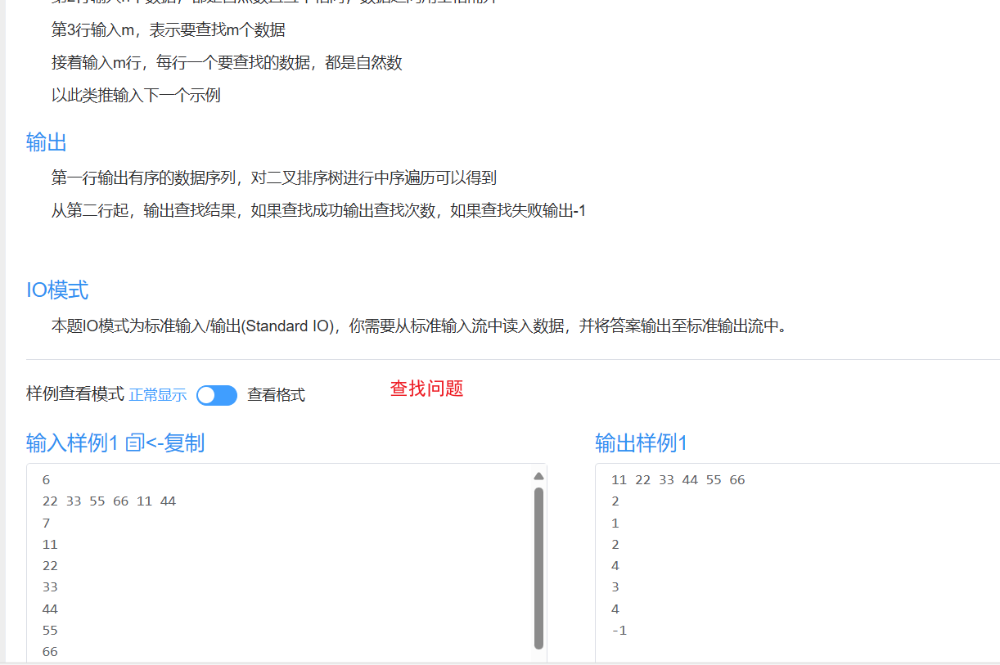 第3行输入m，表示要查找m个数据
接着输入m行，每行一个要查找的数据，都是自然数
以此类推输入下一个示例
输出
第一行输出有序的数据序列，对二叉排序树进行中序遍历可以得到
从第二行起，输出查找结果，如果查找成功输出查找次数，如果查找失败输出-1
IO模式
本题IO模式为标准输入/输出(Standard IO)，你需要从标准输入流中读入数据，并将答案输出至标准输出流中。
样例查看模式 正常显示 查看格式
查找问题
输入样例1 <-复制
6
22 33 55 66 11 44
7
11
22
33
44
55
66
输出样例1
11 22 33 44 55 66
2
1
2
4
3
4
-1